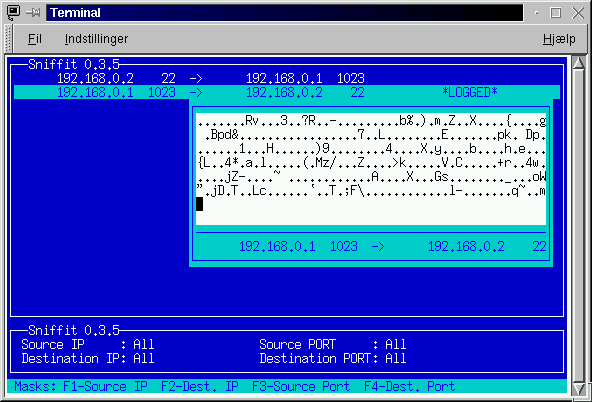 Terminal
Fil Indstillinger Hjælp
Sniffit 0.3.5
192.168.0.2 22 -> 192.168.0.1 1023
192.168.0.1 1023 -> 192.168.0.2 22 *LOGGED*
.......Rv...3..?R..-.........b%.).m.Z..X....{....g
.Bpd&.................7..L........E.......pk. Dp.
......1...H......)9........4....X.y....b....h.e...
{L..4*.a.l.....(.Mz/...Z....>k.....V.C.....+r..4w.
....jZ-....~ ............A....X...Gs........_...oW
".jD.T..Lc......`..T.;F\............l-.......q~..m
192.168.0.1 1023 -> 192.168.0.2 22
Sniffit 0.3.5
Source IP : All Source PORT : All
Destination IP: All Destination PORT: All
Masks: F1-Source IP F2-Dest. IP F3-Source Port F4-Dest. Port